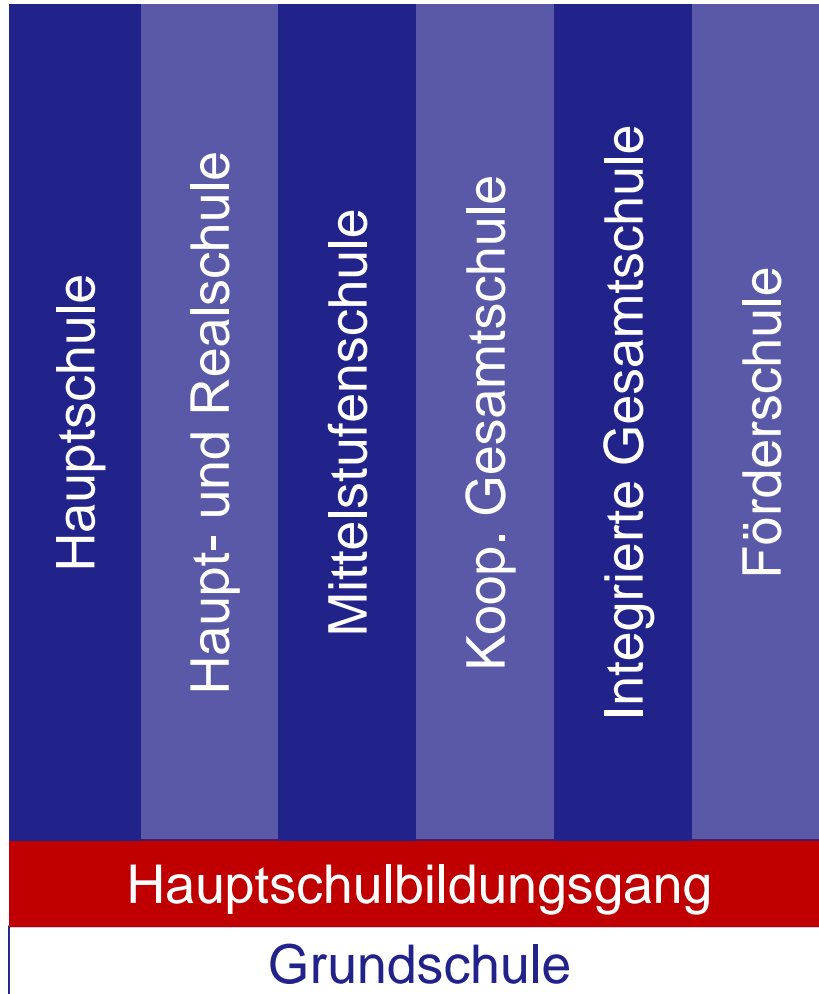 Hauptschule
Haupt- und Realschule
Mittelstufenschule
Koop. Gesamtschule
Integrierte Gesamtschule
Förderschule
Hauptschulbildungsgang
Grundschule